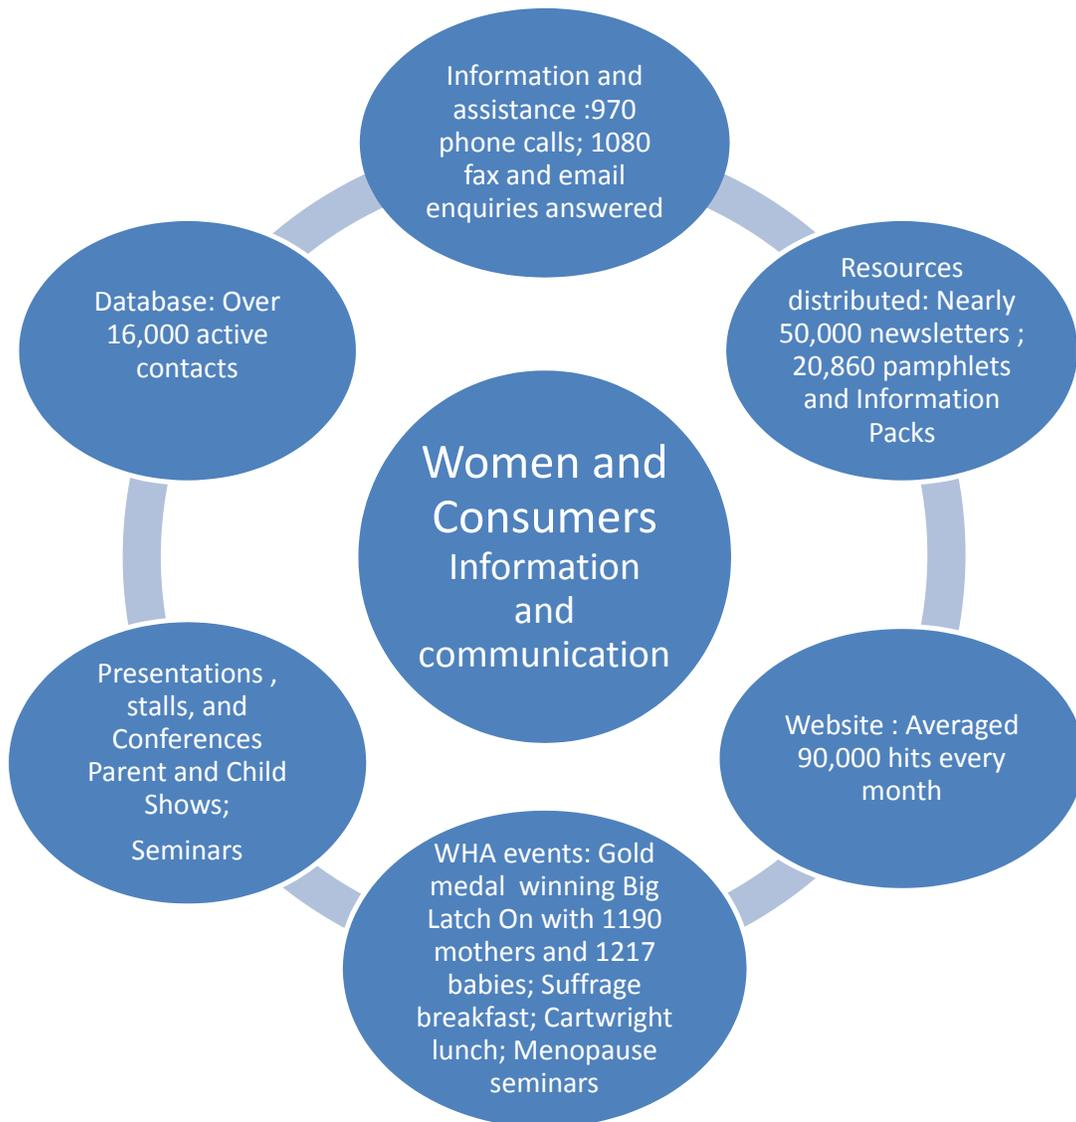 Information and
assistance :970
phone calls; 1080
fax and email
enquiries answered
Resources
distributed: Nearly
50,000 newsletters ;
20,860 pamphlets
and Information
Packs
Website : Averaged
90,000 hits every
month
WHA events: Gold
medal  winning Big
Latch On with 1190
mothers and 1217
babies; Suffrage
breakfast; Cartwright
lunch; Menopause
seminars
Presentations ,
stalls, and
Conferences
Parent and Child
Shows;
Seminars
Database: Over
16,000 active
contacts
Women and
Consumers
Information
and
communication